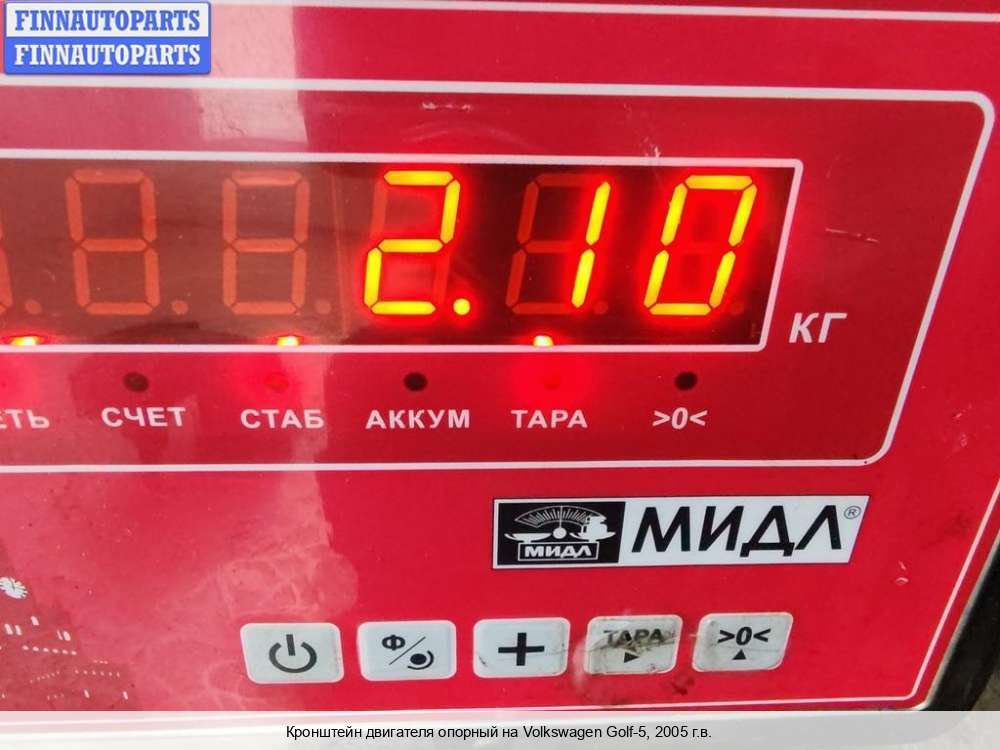 FINNAUTOPARTS
FINNAUTOPARTS
2.10
КГ
ЕТЬ СЧЕТ СТАБ АККУМ ТАРА >0<
МИДЛ МИДЛ®
Ф
ТАРА >0<
Кронштейн двигателя опорный на Volkswagen Golf-5, 2005 г.в.